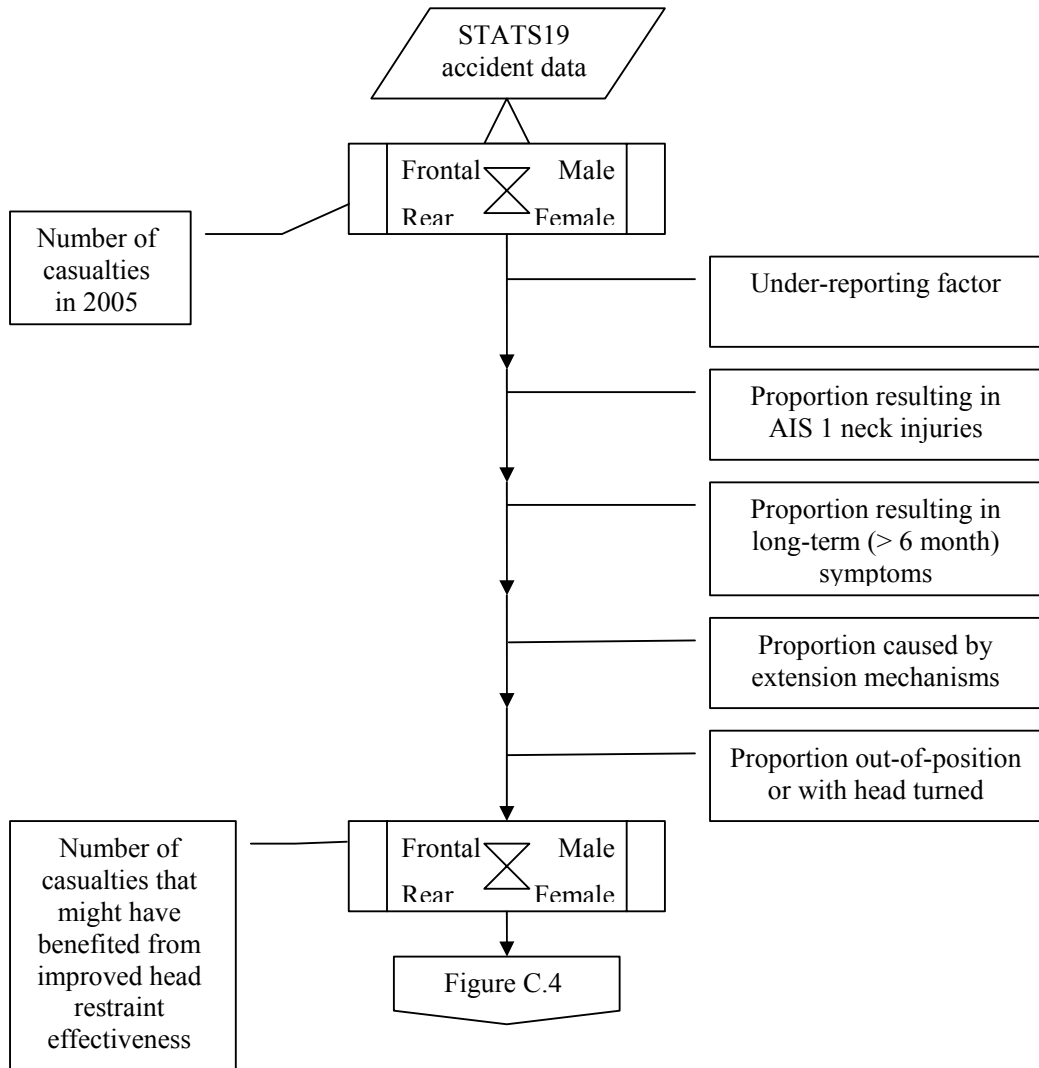 STATS19
accident data
Frontal Male
Rear Female
Number of
casualties
in 2005
Under-reporting factor
Proportion resulting in
AIS 1 neck injuries
Proportion resulting in
long-term (> 6 month)
symptoms
Proportion caused by
extension mechanisms
Proportion out-of-position
or with head turned
Number of
casualties that
might have
benefited from
improved head
restraint
effectiveness
Frontal Male
Rear Female
Figure C.4